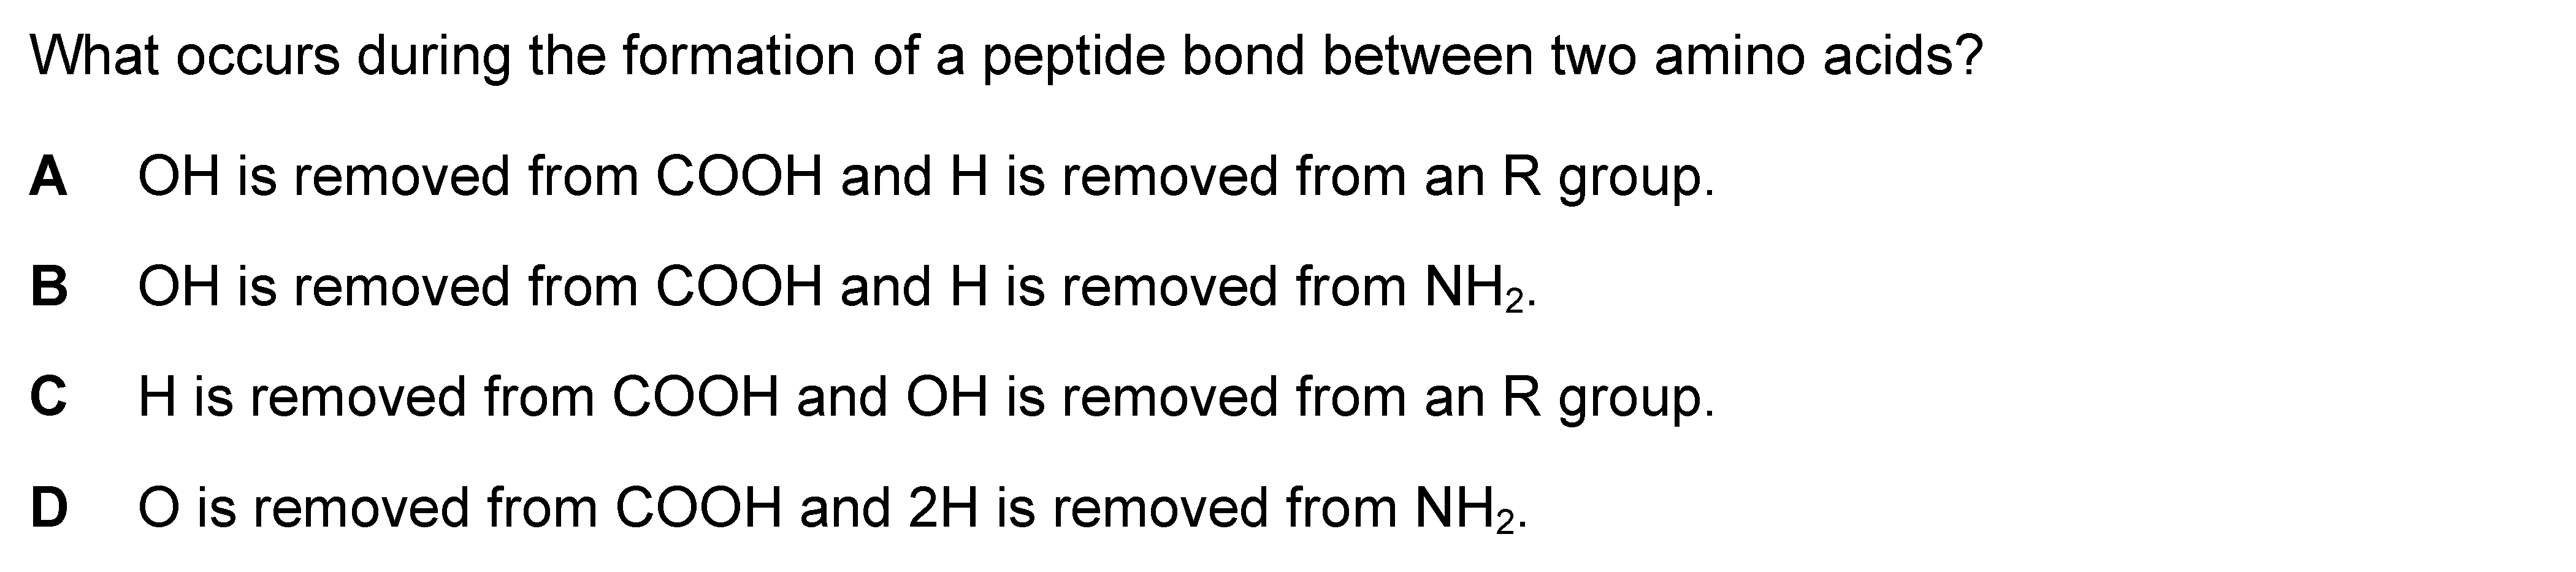 What occurs during the formation of a peptide bond between two amino acids?
A OH is removed from COOH and H is removed from an R group.
B OH is removed from COOH and H is removed from NH₂.
C H is removed from COOH and OH is removed from an R group.
D O is removed from COOH and 2H is removed from NH₂.